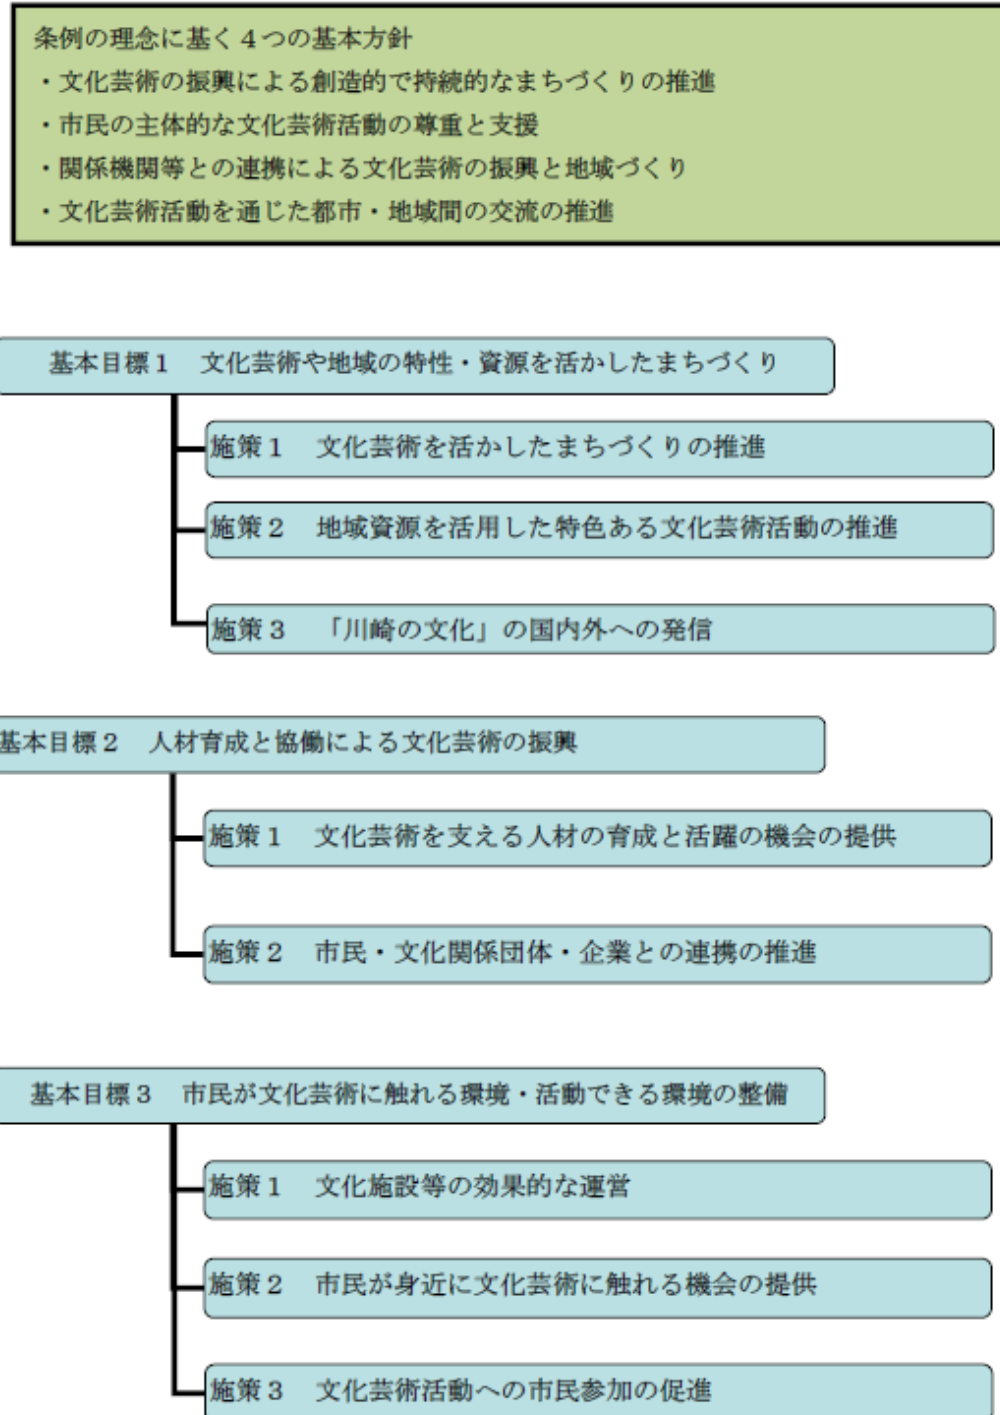 条例の理念に基く４つの基本方針
・文化芸術の振興による創造的で持続的なまちづくりの推進
・市民の主体的な文化芸術活動の尊重と支援
・関係機関等との連携による文化芸術の振興と地域づくり
・文化芸術活動を通じた都市・地域間の交流の推進
基本目標１　文化芸術や地域の特性・資源を活かしたまちづくり
施策１　文化芸術を活かしたまちづくりの推進
施策２　地域資源を活用した特色ある文化芸術活動の推進
施策３　「川崎の文化」の国内外への発信
基本目標２　人材育成と協働による文化芸術の振興
施策１　文化芸術を支える人材の育成と活躍の機会の提供
施策２　市民・文化関係団体・企業との連携の推進
基本目標３　市民が文化芸術に触れる環境・活動できる環境の整備
施策１　文化施設等の効果的な運営
施策２　市民が身近に文化芸術に触れる機会の提供
施策３　文化芸術活動への市民参加の促進